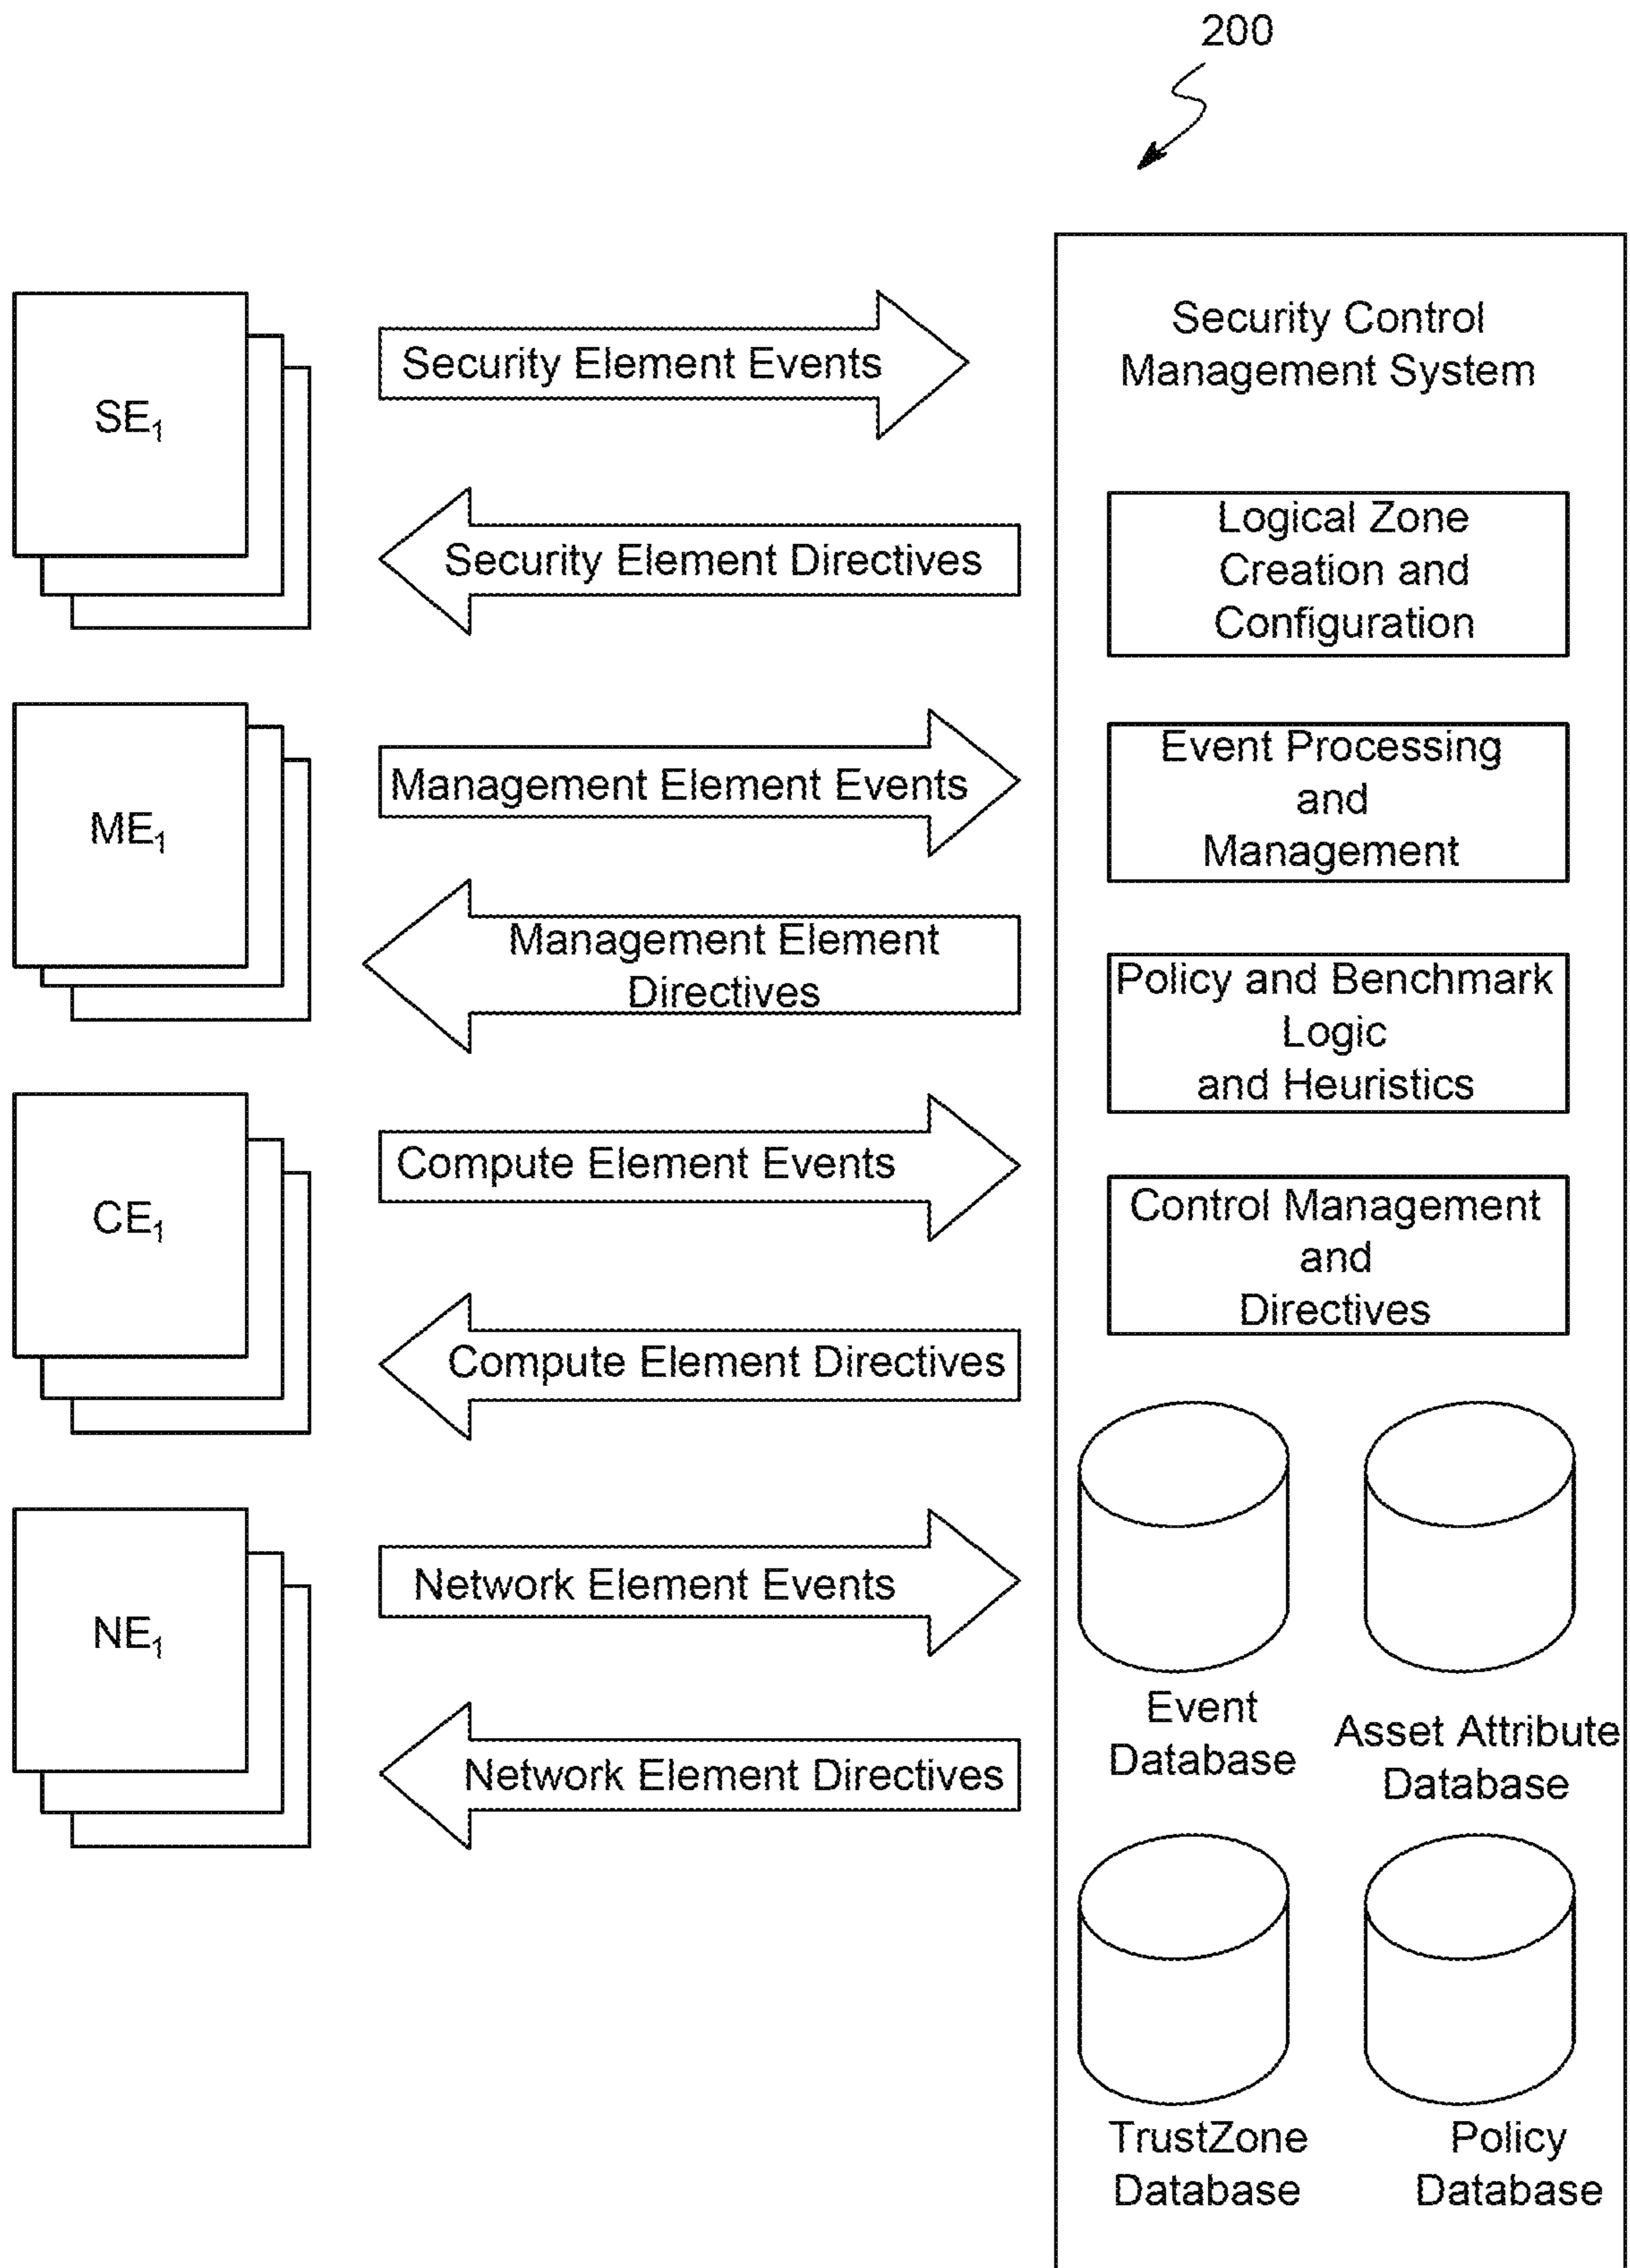 200
Security Control
Management System
SE₁
Security Element Events
Security Element Directives
Logical Zone
Creation and
Configuration
ME₁
Management Element Events
Management Element
Directives
Event Processing
and
Management
Policy and Benchmark
Logic
and Heuristics
CE₁
Compute Element Events
Compute Element Directives
Control Management
and
Directives
NE₁
Network Element Events
Network Element Directives
Event
Database
Asset Attribute
Database
TrustZone
Database
Policy
Database